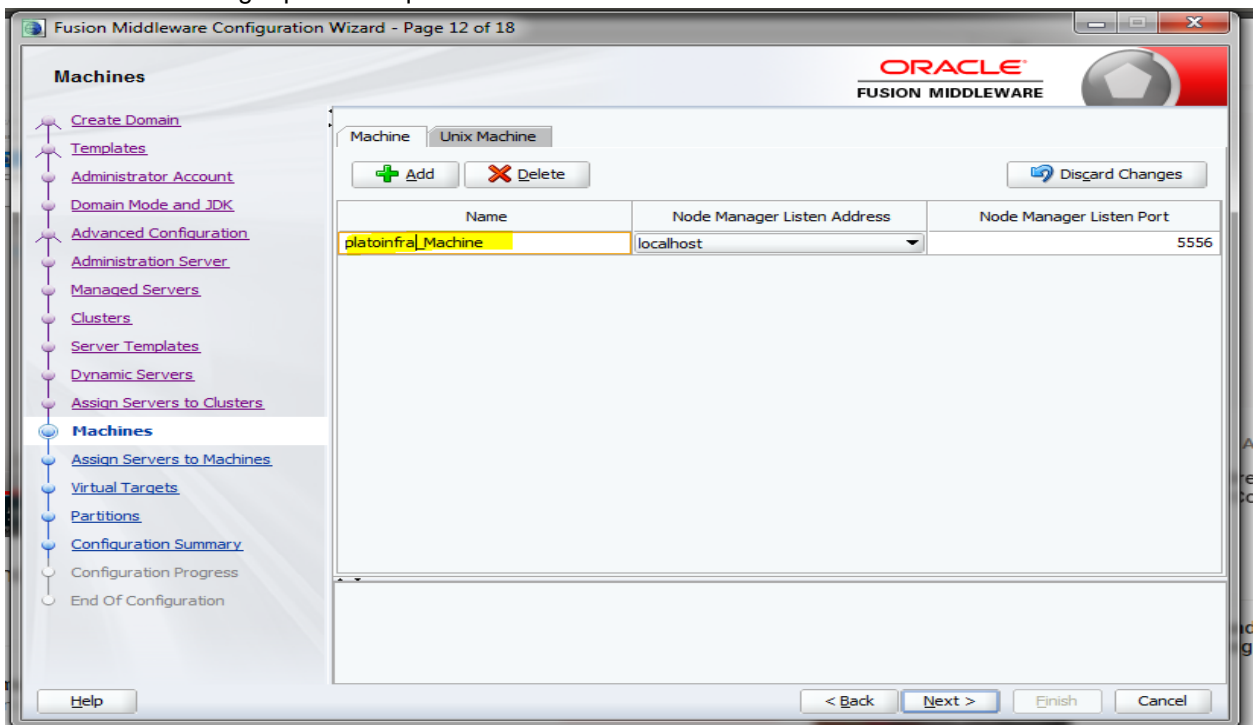 Fusion Middleware Configuration Wizard - Page 12 of 18
Machines
ORACLE
FUSION MIDDLEWARE
Create Domain
Templates
Administrator Account
Domain Mode and JDK
Advanced Configuration
Administration Server
Managed Servers
Clusters
Server Templates
Dynamic Servers
Assign Servers to Clusters
Machines
Assign Servers to Machines
Virtual Targets
Partitions
Configuration Summary
Configuration Progress
End Of Configuration
Machine Unix Machine
Add Delete Discard Changes
Name Node Manager Listen Address Node Manager Listen Port
platoinfra_Machine localhost 5556
Help < Back Next > Finish Cancel